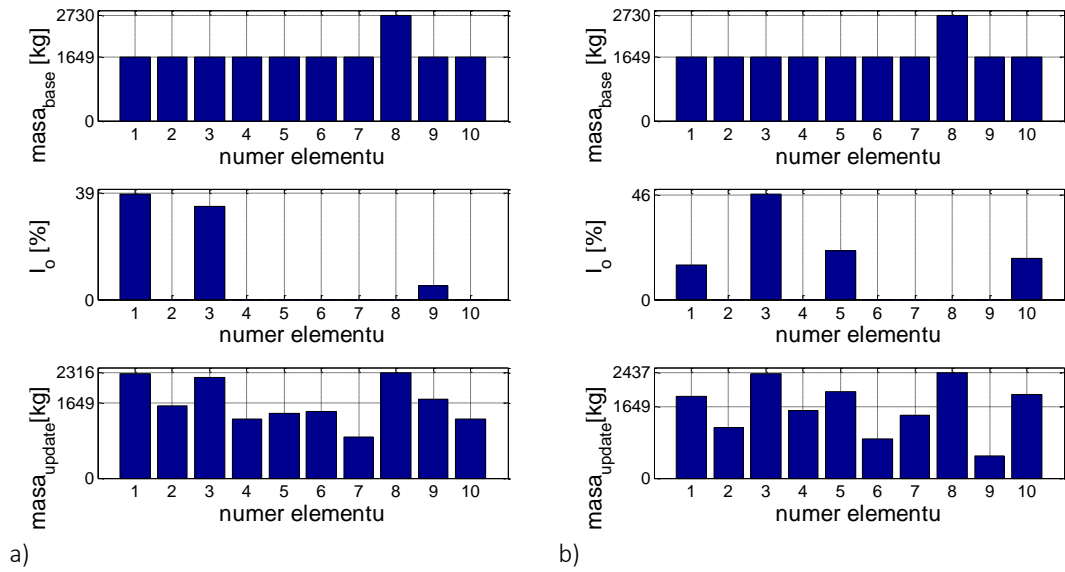 2730
1649
0
masa_base [kg]
1 2 3 4 5 6 7 8 9 10
numer elementu
39
0
I_o [%]
1 2 3 4 5 6 7 8 9 10
numer elementu
2316
1649
0
masa_update[kg]
1 2 3 4 5 6 7 8 9 10
numer elementu
a)
2730
1649
0
masa_base [kg]
1 2 3 4 5 6 7 8 9 10
numer elementu
46
0
I_o [%]
1 2 3 4 5 6 7 8 9 10
numer elementu
2437
1649
0
masa_update[kg]
1 2 3 4 5 6 7 8 9 10
numer elementu
b)